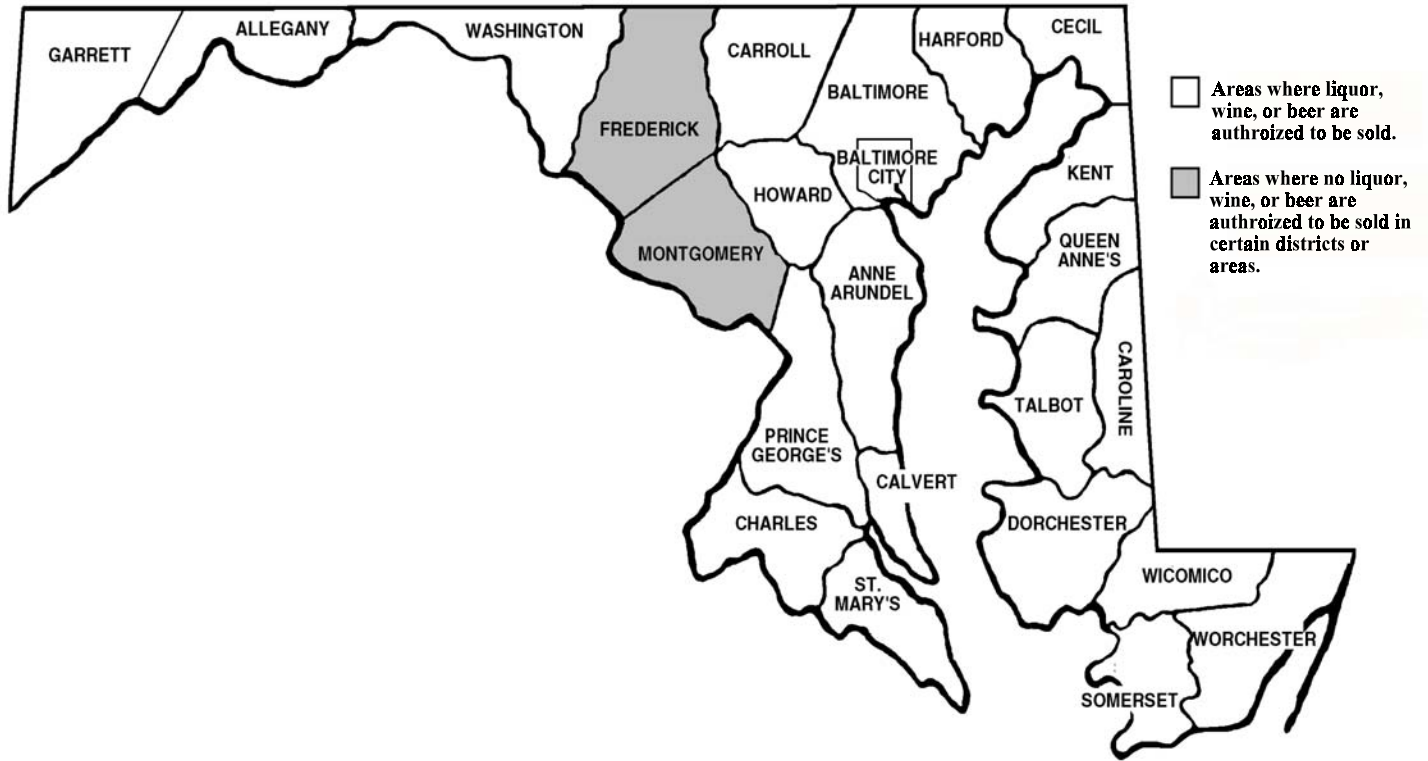 GARRETT
ALLEGANY
WASHINGTON
FREDERICK
CARROLL
BALTIMORE
HARFORD
CECIL
BALTIMORE
CITY
HOWARD
MONTGOMERY
KENT
QUEEN
ANNE'S
ANNE
ARUNDEL
CAROLINE
TALBOT
PRINCE
GEORGE'S
CALVERT
CHARLES
DORCHESTER
ST.
MARY'S
WICOMICO
WORCHESTER
SOMERSET
Areas where liquor,
wine, or beer are
authroized to be sold.
Areas where no liquor,
wine, or beer are
authroized to be sold in
certain districts or
areas.